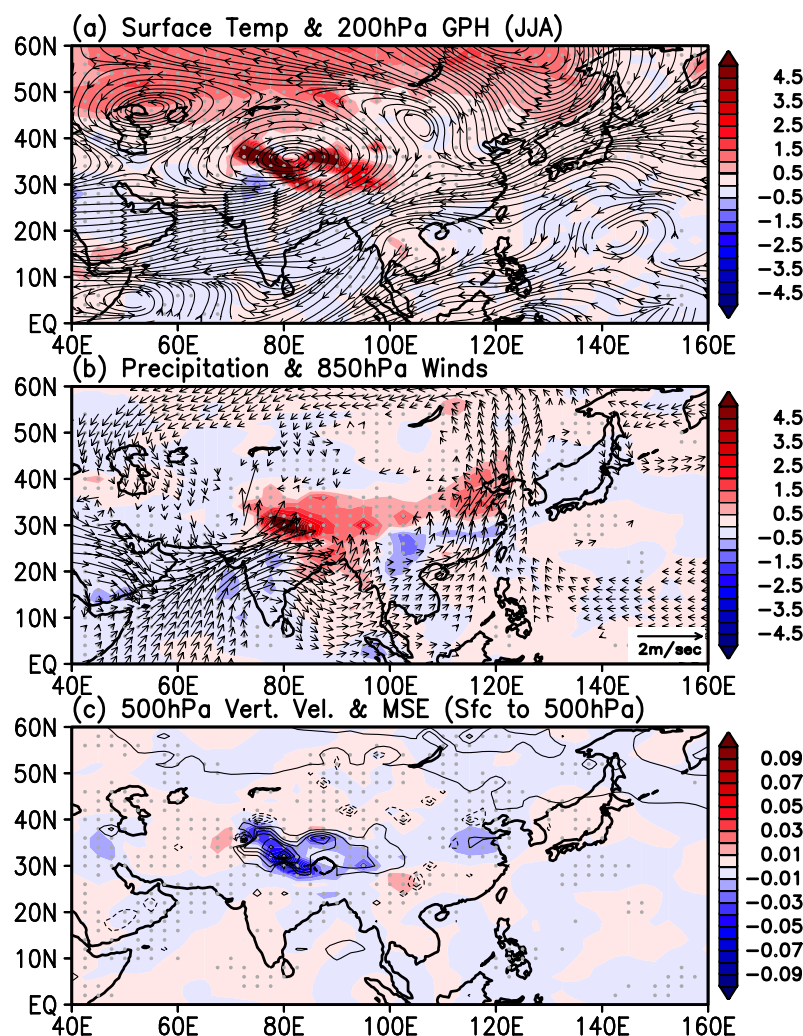 (a) Surface Temp & 200hPa GPH (JJA)
60N
50N
40N
30N
20N
10N
EQ
40E 60E 80E 100E 120E 140E 160E
4.5
3.5
2.5
1.5
0.5
−0.5
−1.5
−2.5
−3.5
−4.5
(b) Precipitation & 850hPa Winds
60N
50N
40N
30N
20N
10N
EQ
40E 60E 80E 100E 120E 140E 160E
2m/sec
4.5
3.5
2.5
1.5
0.5
−0.5
−1.5
−2.5
−3.5
−4.5
(c) 500hPa Vert. Vel. & MSE (Sfc to 500hPa)
60N
50N
40N
30N
20N
10N
EQ
40E 60E 80E 100E 120E 140E 160E
0.09
0.07
0.05
0.03
0.01
−0.01
−0.03
−0.05
−0.07
−0.09